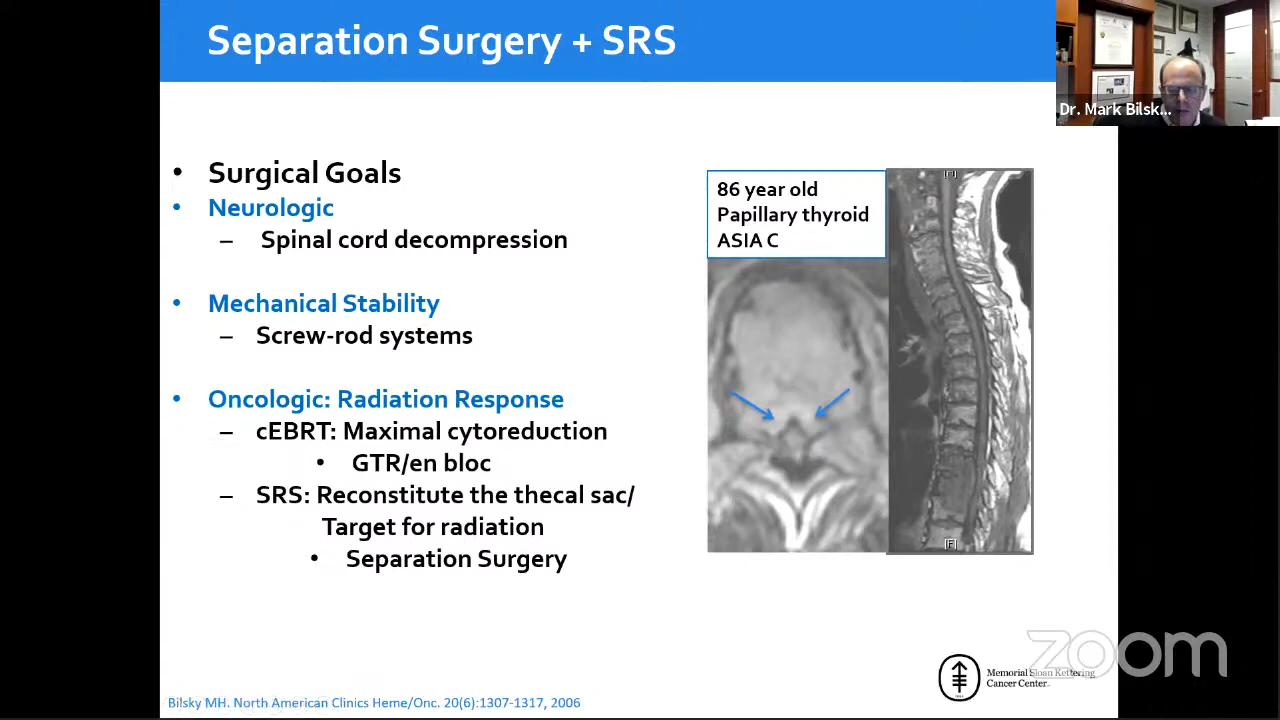 Separation Surgery + SRS
Dr. Mark Bilsk...
• Surgical Goals
• Neurologic
– Spinal cord decompression
• Mechanical Stability
– Screw-rod systems
• Oncologic: Radiation Response
– cEBRT: Maximal cytoreduction
• GTR/en bloc
– SRS: Reconstitute the thecal sac/
Target for radiation
• Separation Surgery
86 year old
Papillary thyroid
ASIA C
[F]
Memorial Sloan Kettering
Cancer Center
zoom
Bilsky MH. North American Clinics Heme/Onc. 20(6):1307-1317, 2006